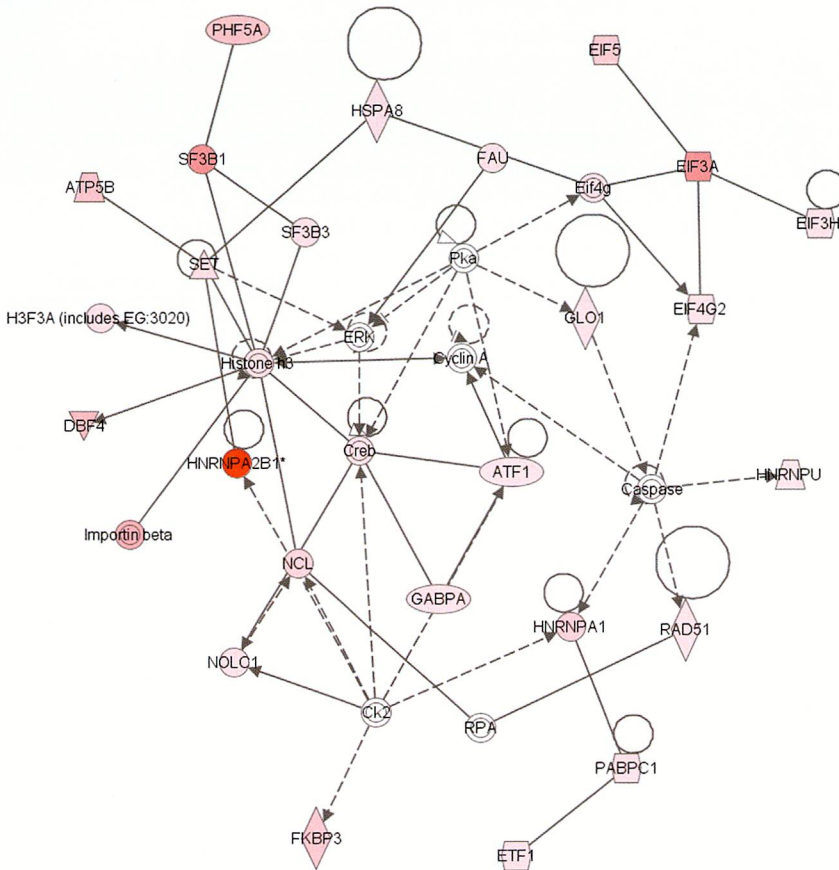 PHF5A
EIF5
HSPA8
SF3B1
FAU
EIF3A
ATP5B
Eif4g
EIF3H
SF3B3
SET
Pka
H3F3A (includes EG:3020)
GLO1
EIF4G2
ERK
Histone h3
Cyclin A
DBF4
Creb
HNRNPA2B1*
ATF1
HNRNPU
Caspase
Importin beta
NCL
GABPA
HNRNPA1
RAD51
NOLC1
CK2
RPA
PABPC1
FKBP3
ETF1